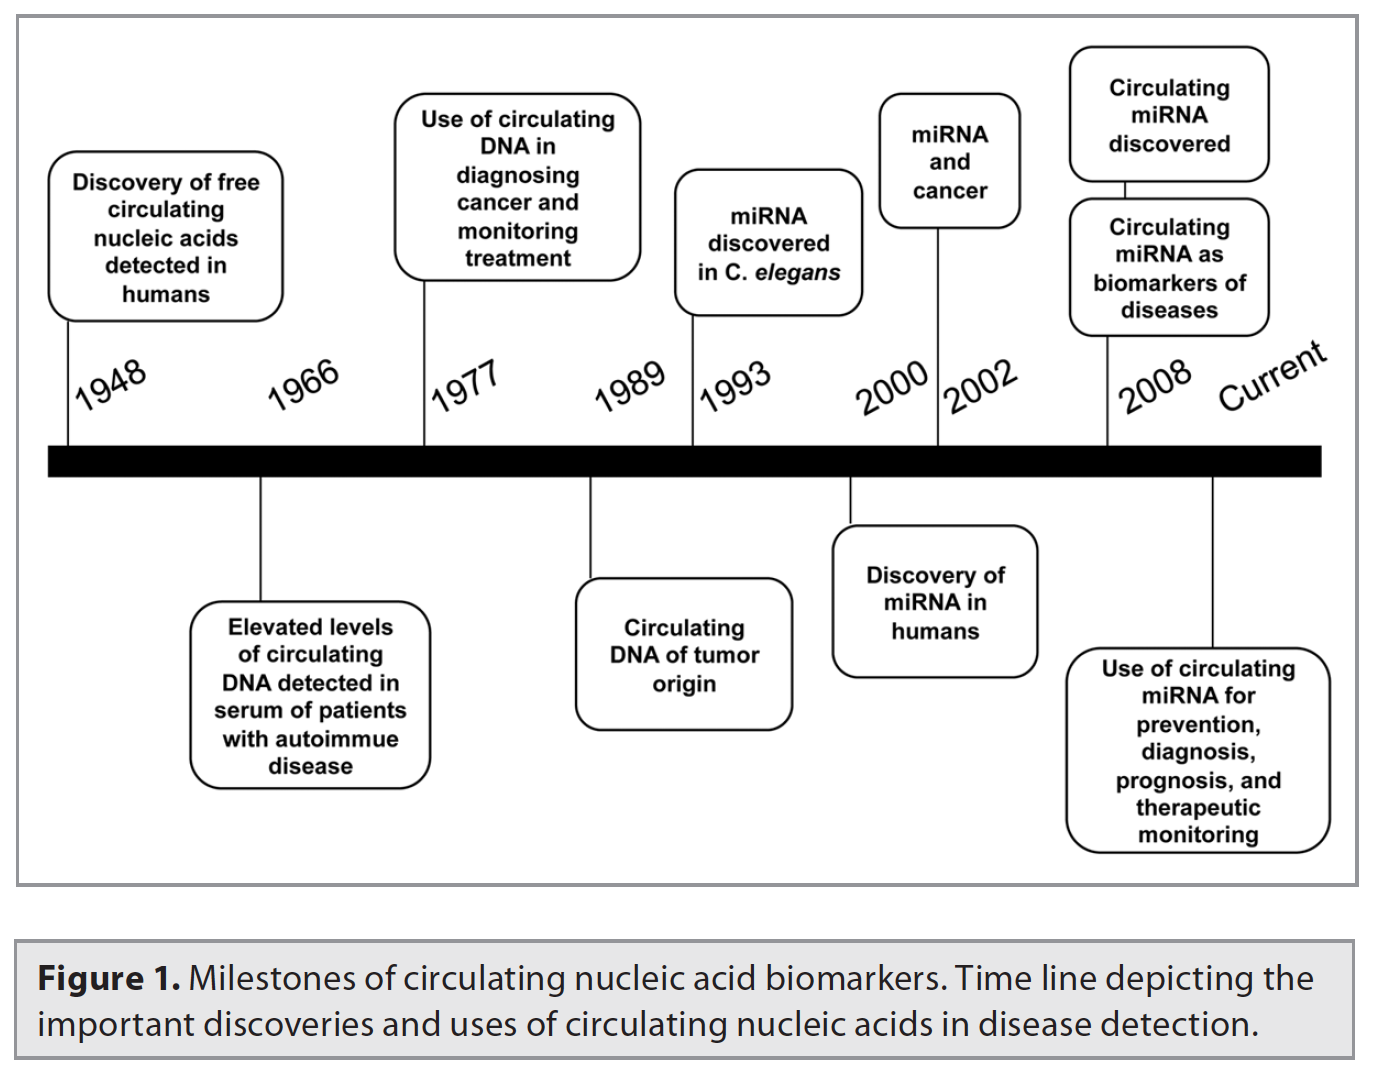 Discovery of free
circulating
nucleic acids
detected in
humans
Use of circulating
DNA in
diagnosing
cancer and
monitoring
treatment
miRNA
discovered
in C. elegans
miRNA
and
cancer
Circulating
miRNA
discovered
Circulating
miRNA as
biomarkers of
diseases
1948
1966
1977
1989
1993
2000
2002
2008
Current
Elevated levels
of circulating
DNA detected in
serum of patients
with autoimmue
disease
Circulating
DNA of tumor
origin
Discovery of
miRNA in
humans
Use of circulating
miRNA for
prevention,
diagnosis,
prognosis, and
therapeutic
monitoring
Figure 1. Milestones of circulating nucleic acid biomarkers. Time line depicting the
important discoveries and uses of circulating nucleic acids in disease detection.